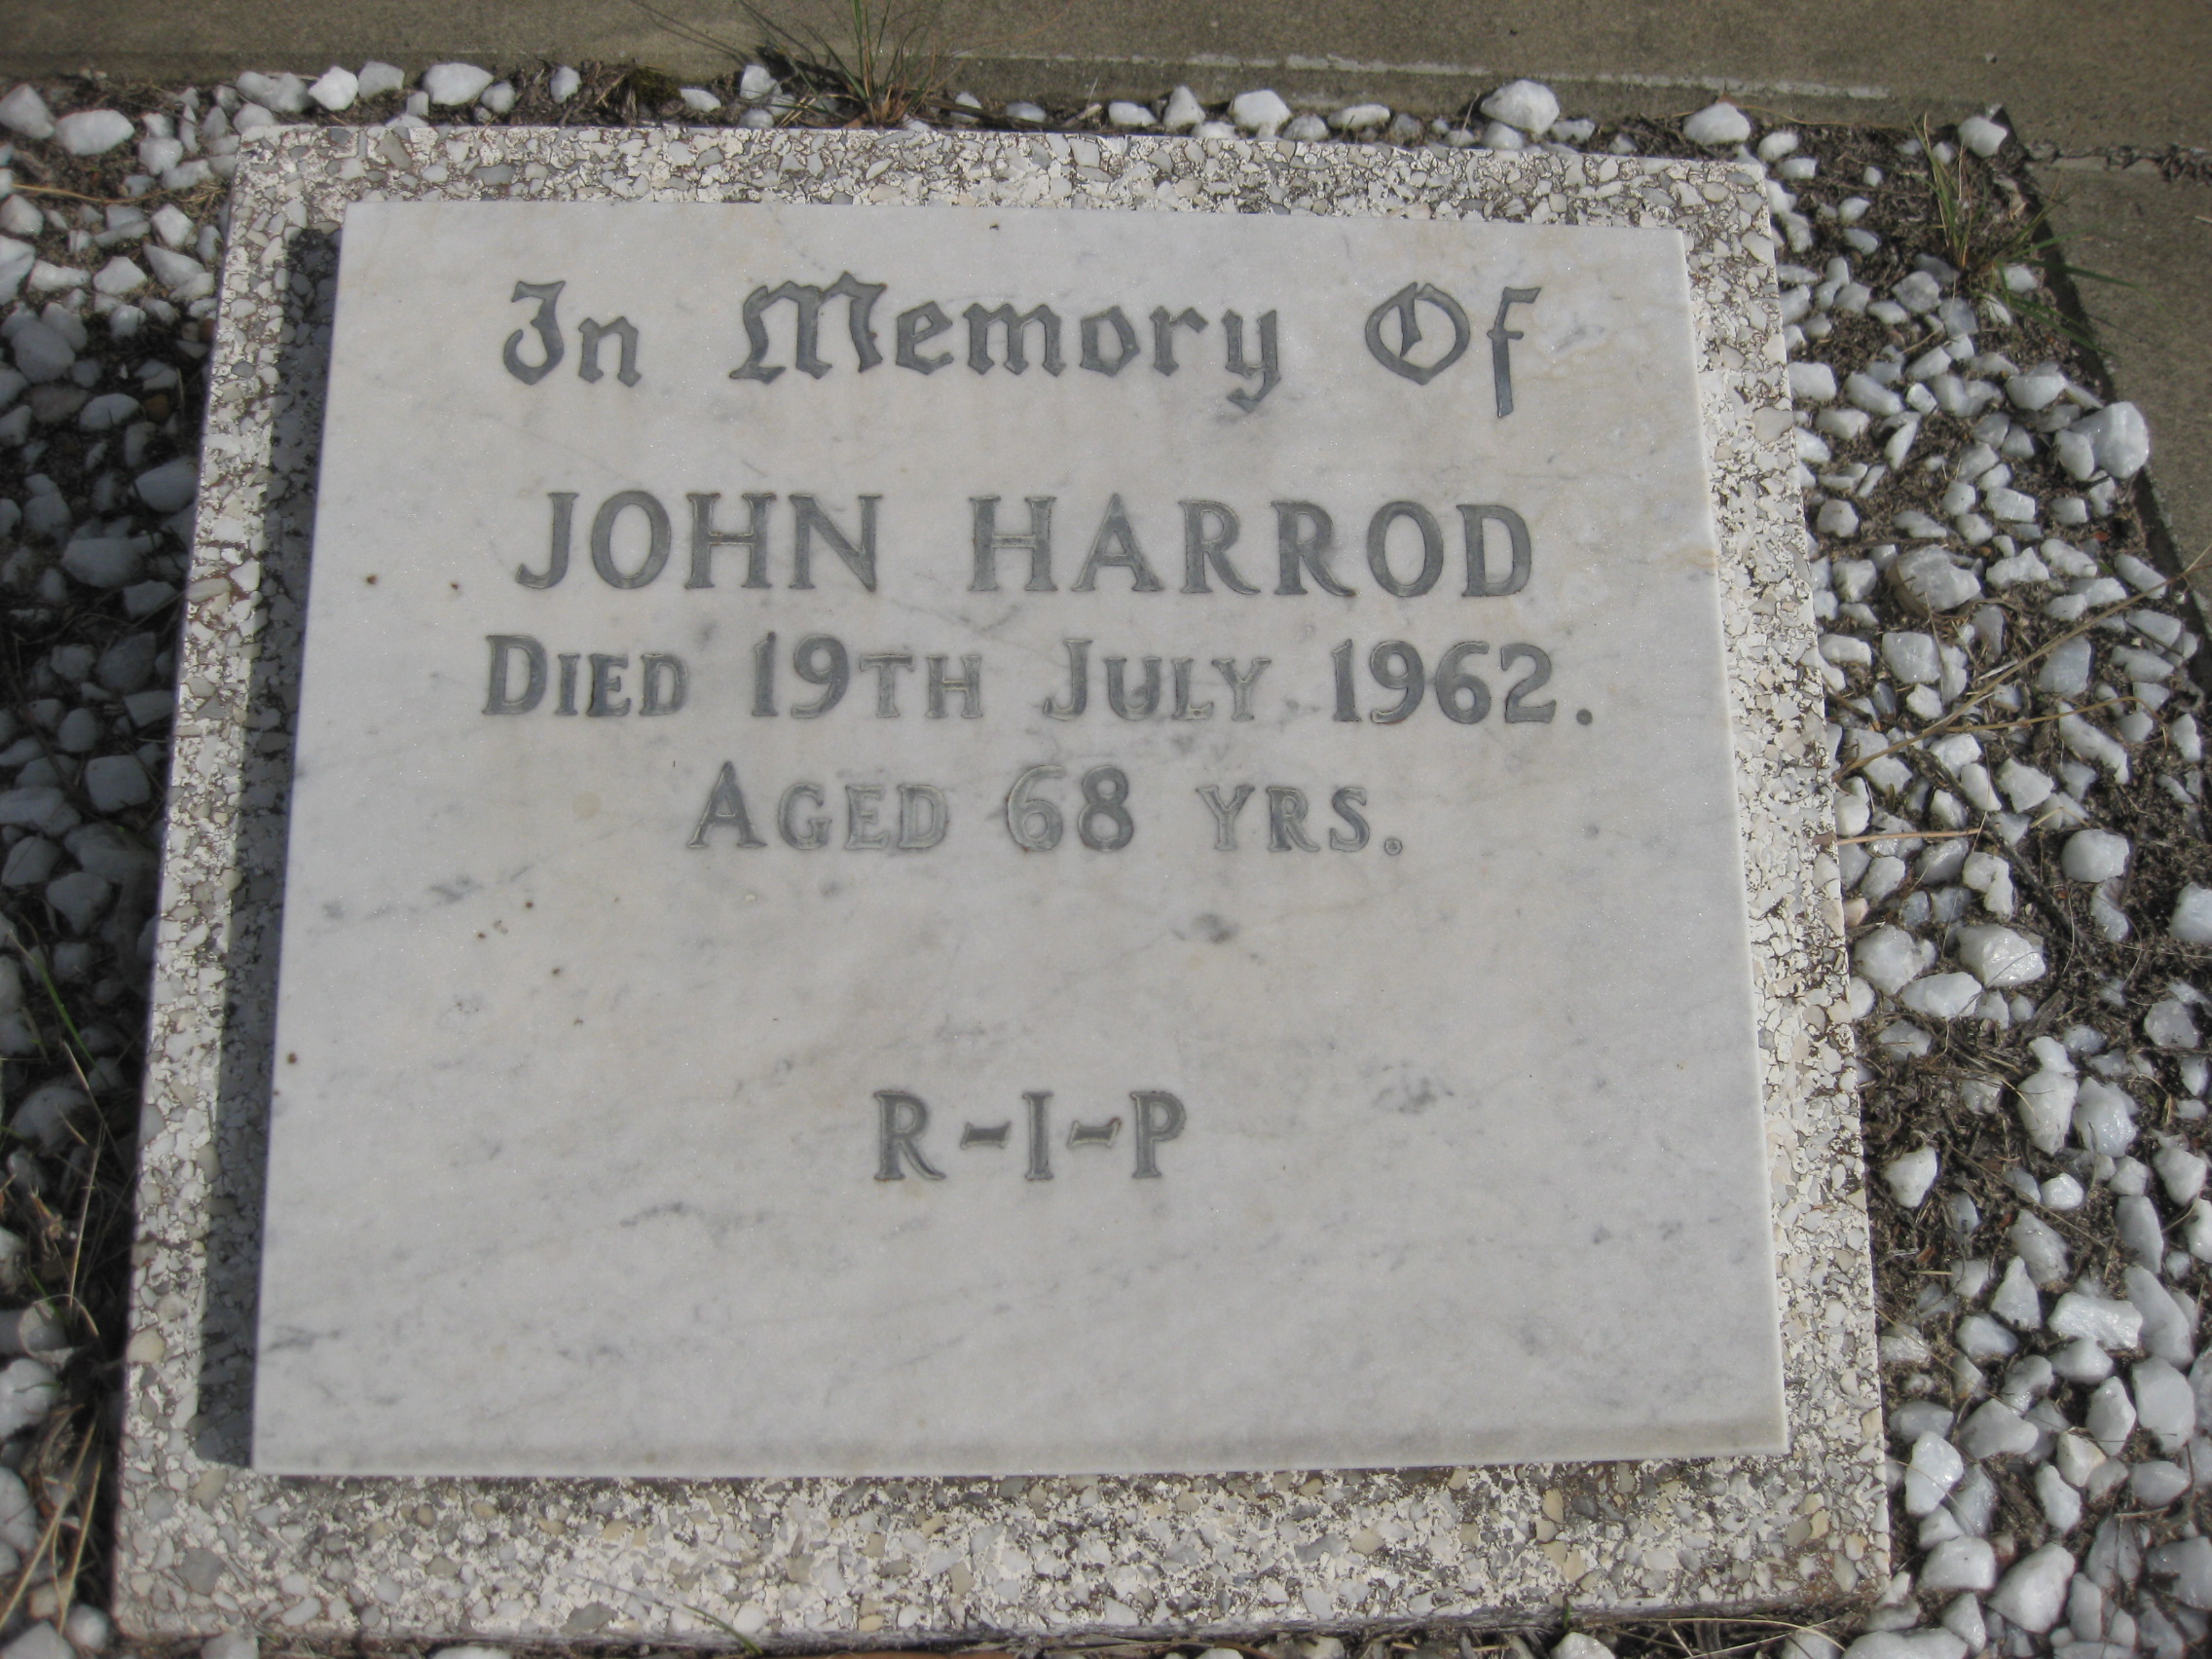 In Memory Of
JOHN HARROD
DIED 19TH JULY 1962.
AGED 68 YRS.
R-I-P